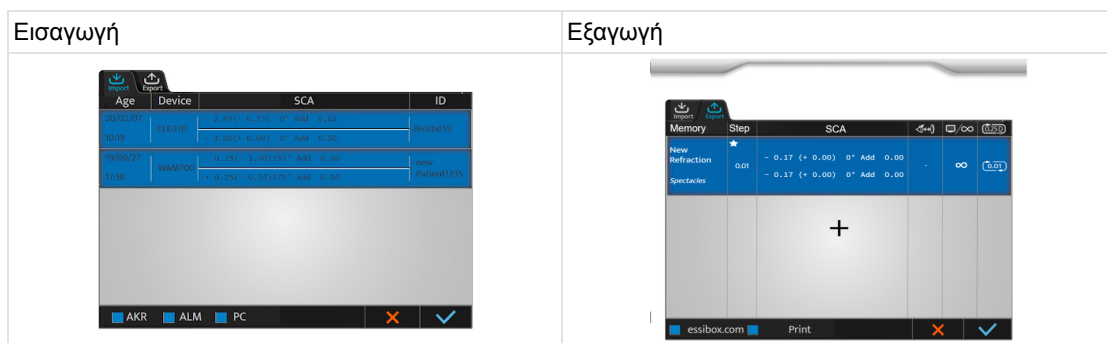 Εισαγωγή
Εξαγωγή
Import
Export
Age Device SCA ID
20/02/07
10:19
CLE070
- 2.87(- 0.75) 0° Add 0.62
- 3.00(+ 0.00) 0° Add 0.50
26dcbd59
19/09/27
17:38
WAM700
- 0.25(- 1.00)157° Add 0.00
+ 0.25(- 0.25)178° Add 0.00
new
Patient1215
AKR ALM PC
Import
Export
Memory Step SCA
0.25D
New
Refraction
Spectacles
0.01
- 0.17 (+ 0.00) 0° Add 0.00
- 0.17 (+ 0.00) 0° Add 0.00
- ∞ 0.01
essibox.com Print